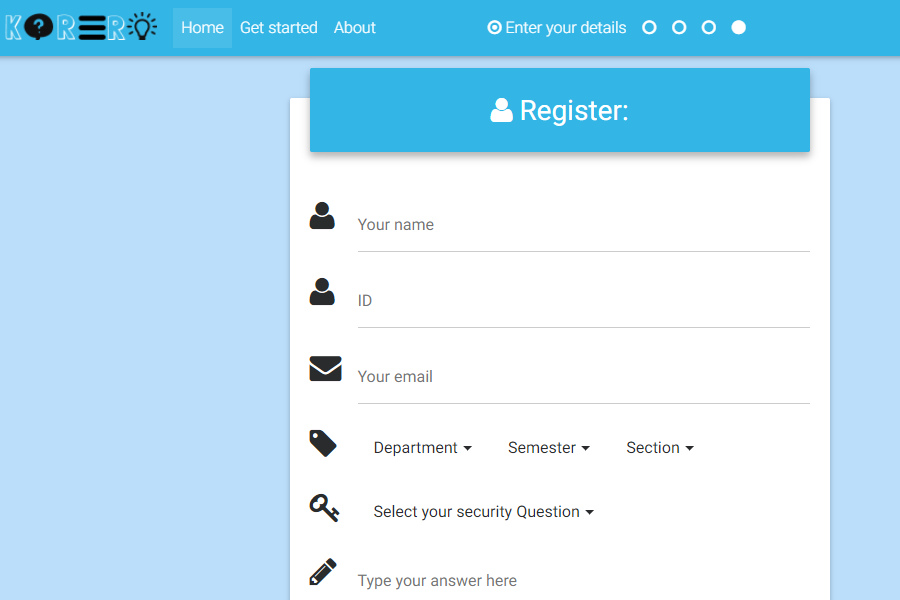 KORERO
Home Get started About Enter your details
Register:
Your name
ID
Your email
Department Semester Section
Select your security Question
Type your answer here